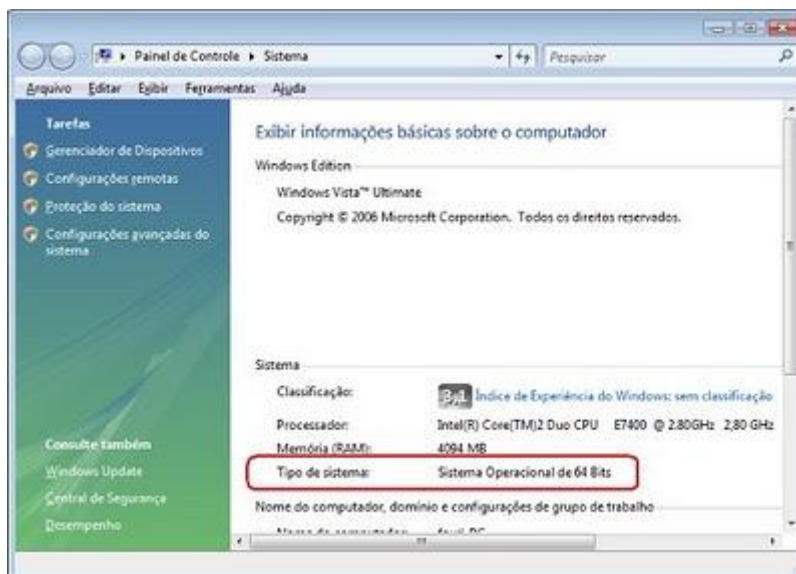 Painel de Controle Sistema
Pesquisar
Arquivo Editar Exibir Ferramentas Ajuda
Tarefas
Gerenciador de Dispositivos
Configurações remotas
Proteção do sistema
Configurações avançadas do
sistema
Consulte também
Windows Update
Central de Segurança
Desempenho
Exibir informações básicas sobre o computador
Windows Edition
Windows Vista™ Ultimate
Copyright © 2006 Microsoft Corporation. Todos os direitos reservados.
Sistema
Classificação: Índice de Experiência do Windows: sem classificação
Processador: Intel(R) Core(TM)2 Duo CPU E7400 @ 2.80GHz 2,80 GHz
Memória (RAM): 4094 MB
Tipo de sistema: Sistema Operacional de 64 Bits
Nome do computador, domínio e configurações de grupo de trabalho